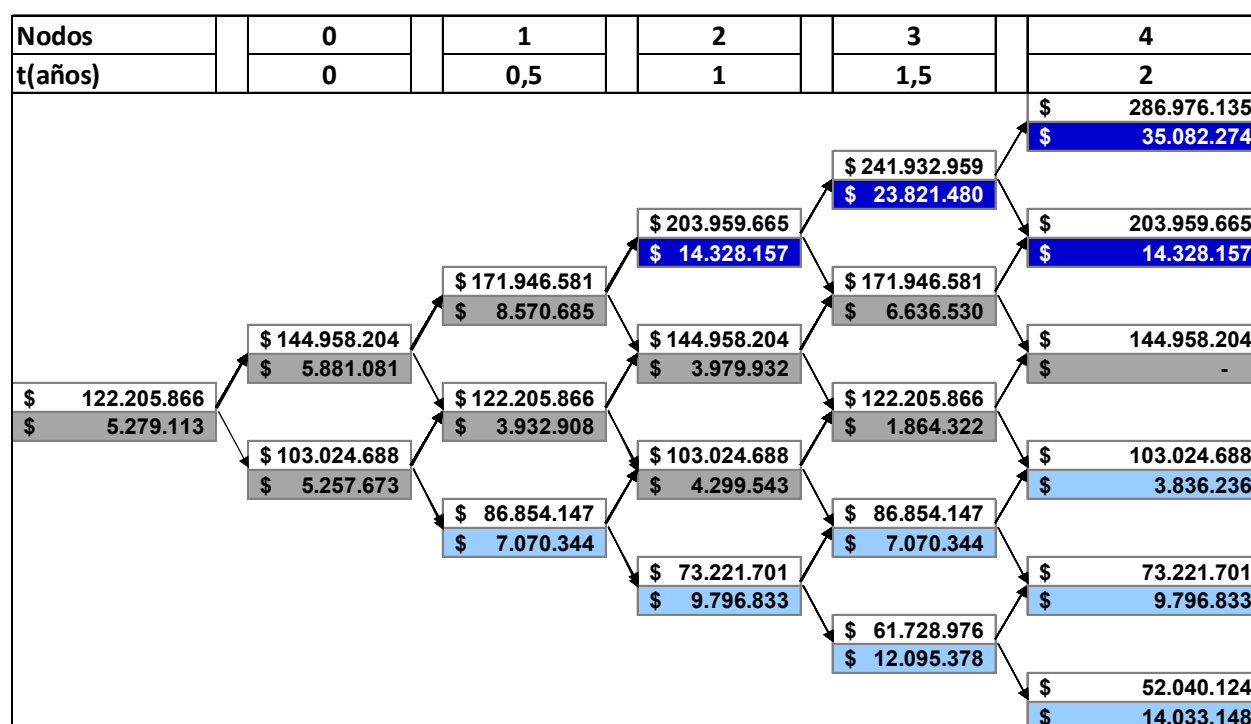 Nodos 0 1 2 3 4
t(años) 0 0,5 1 1,5 2
$ 286.976.135
$ 35.082.274
$ 241.932.959
$ 23.821.480
$ 203.959.665 $ 203.959.665
$ 14.328.157 $ 14.328.157
$ 171.946.581 $ 171.946.581
$ 8.570.685 $ 6.636.530
$ 144.958.204 $ 144.958.204 $ 144.958.204
$ 5.881.081 $ 3.979.932 $ -
$ 122.205.866 $ 122.205.866 $ 122.205.866
$ 5.279.113 $ 3.932.908 $ 1.864.322
$ 103.024.688 $ 103.024.688 $ 103.024.688
$ 5.257.673 $ 4.299.543 $ 3.836.236
$ 86.854.147 $ 86.854.147
$ 7.070.344 $ 7.070.344
$ 73.221.701 $ 73.221.701
$ 9.796.833 $ 9.796.833
$ 61.728.976
$ 12.095.378
$ 52.040.124
$ 14.033.148